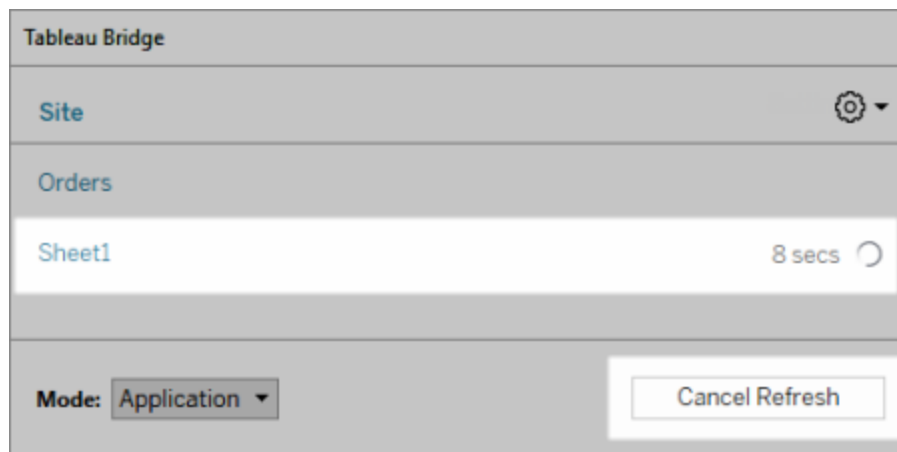 Tableau Bridge
Site
Orders
Sheet1 8 secs
Mode: Application Cancel Refresh